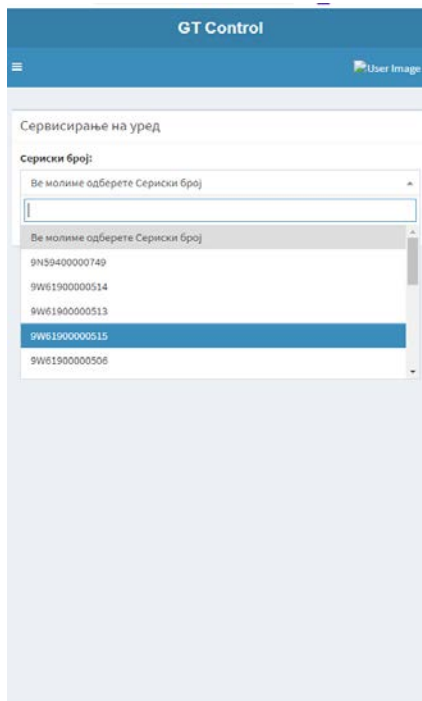 GT Control
User Image
Сервисирање на уред
Сериски број:
Ве молиме одберете Сериски број
Ве молиме одберете Сериски број
9N59400000749
9W61900000514
9W61900000513
9W61900000515
9W61900000506